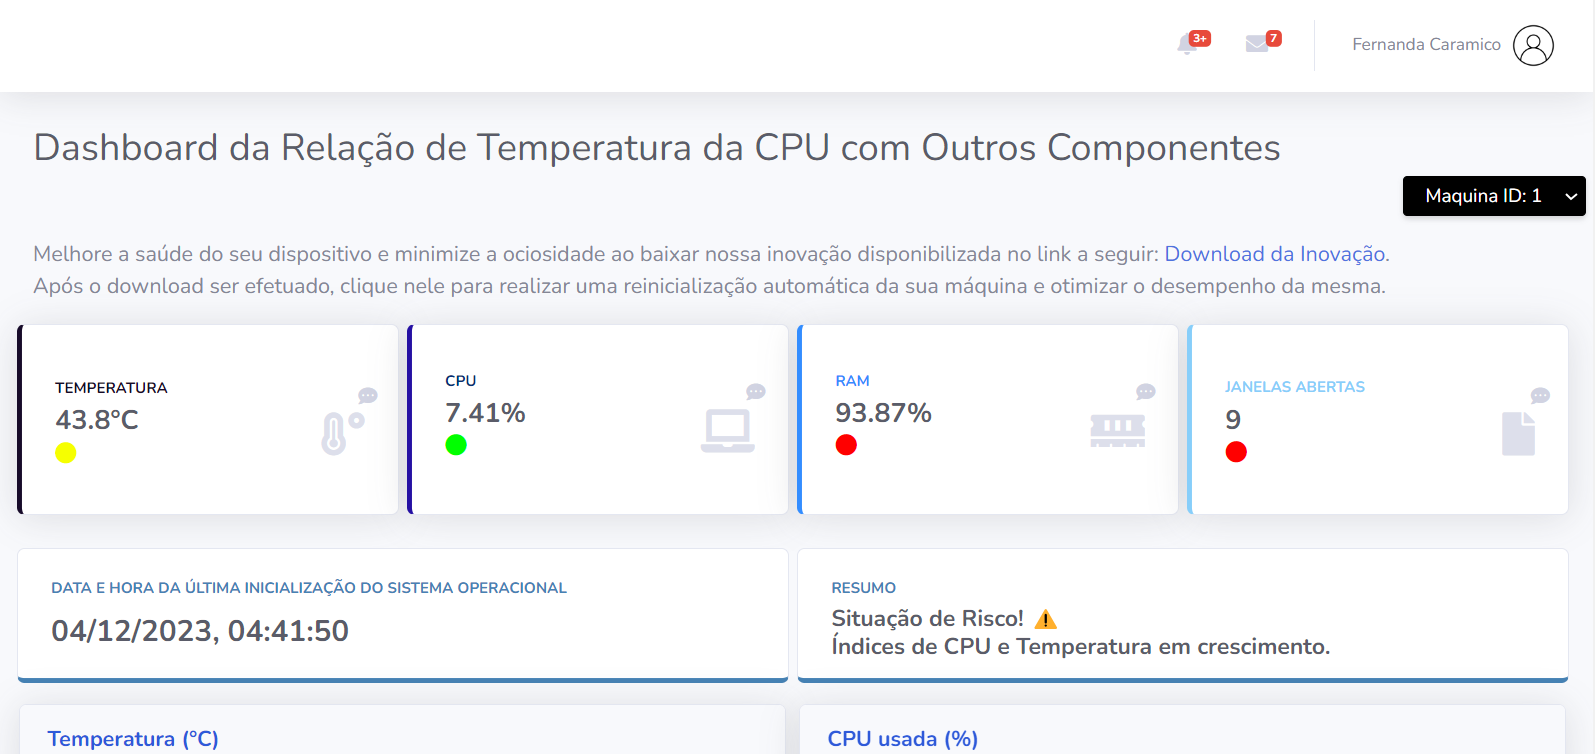 3+
7
Fernanda Caramico
Dashboard da Relação de Temperatura da CPU com Outros Componentes
Maquina ID: 1
Melhore a saúde do seu dispositivo e minimize a ociosidade ao baixar nossa inovação disponibilizada no link a seguir: Download da Inovação.
Após o download ser efetuado, clique nele para realizar uma reinicialização automática da sua máquina e otimizar o desempenho da mesma.
TEMPERATURA
43.8°C
CPU
7.41%
RAM
93.87%
JANELAS ABERTAS
9
DATA E HORA DA ÚLTIMA INICIALIZAÇÃO DO SISTEMA OPERACIONAL
04/12/2023, 04:41:50
RESUMO
Situação de Risco! ⚠️
Índices de CPU e Temperatura em crescimento.
Temperatura (°C)
CPU usada (%)